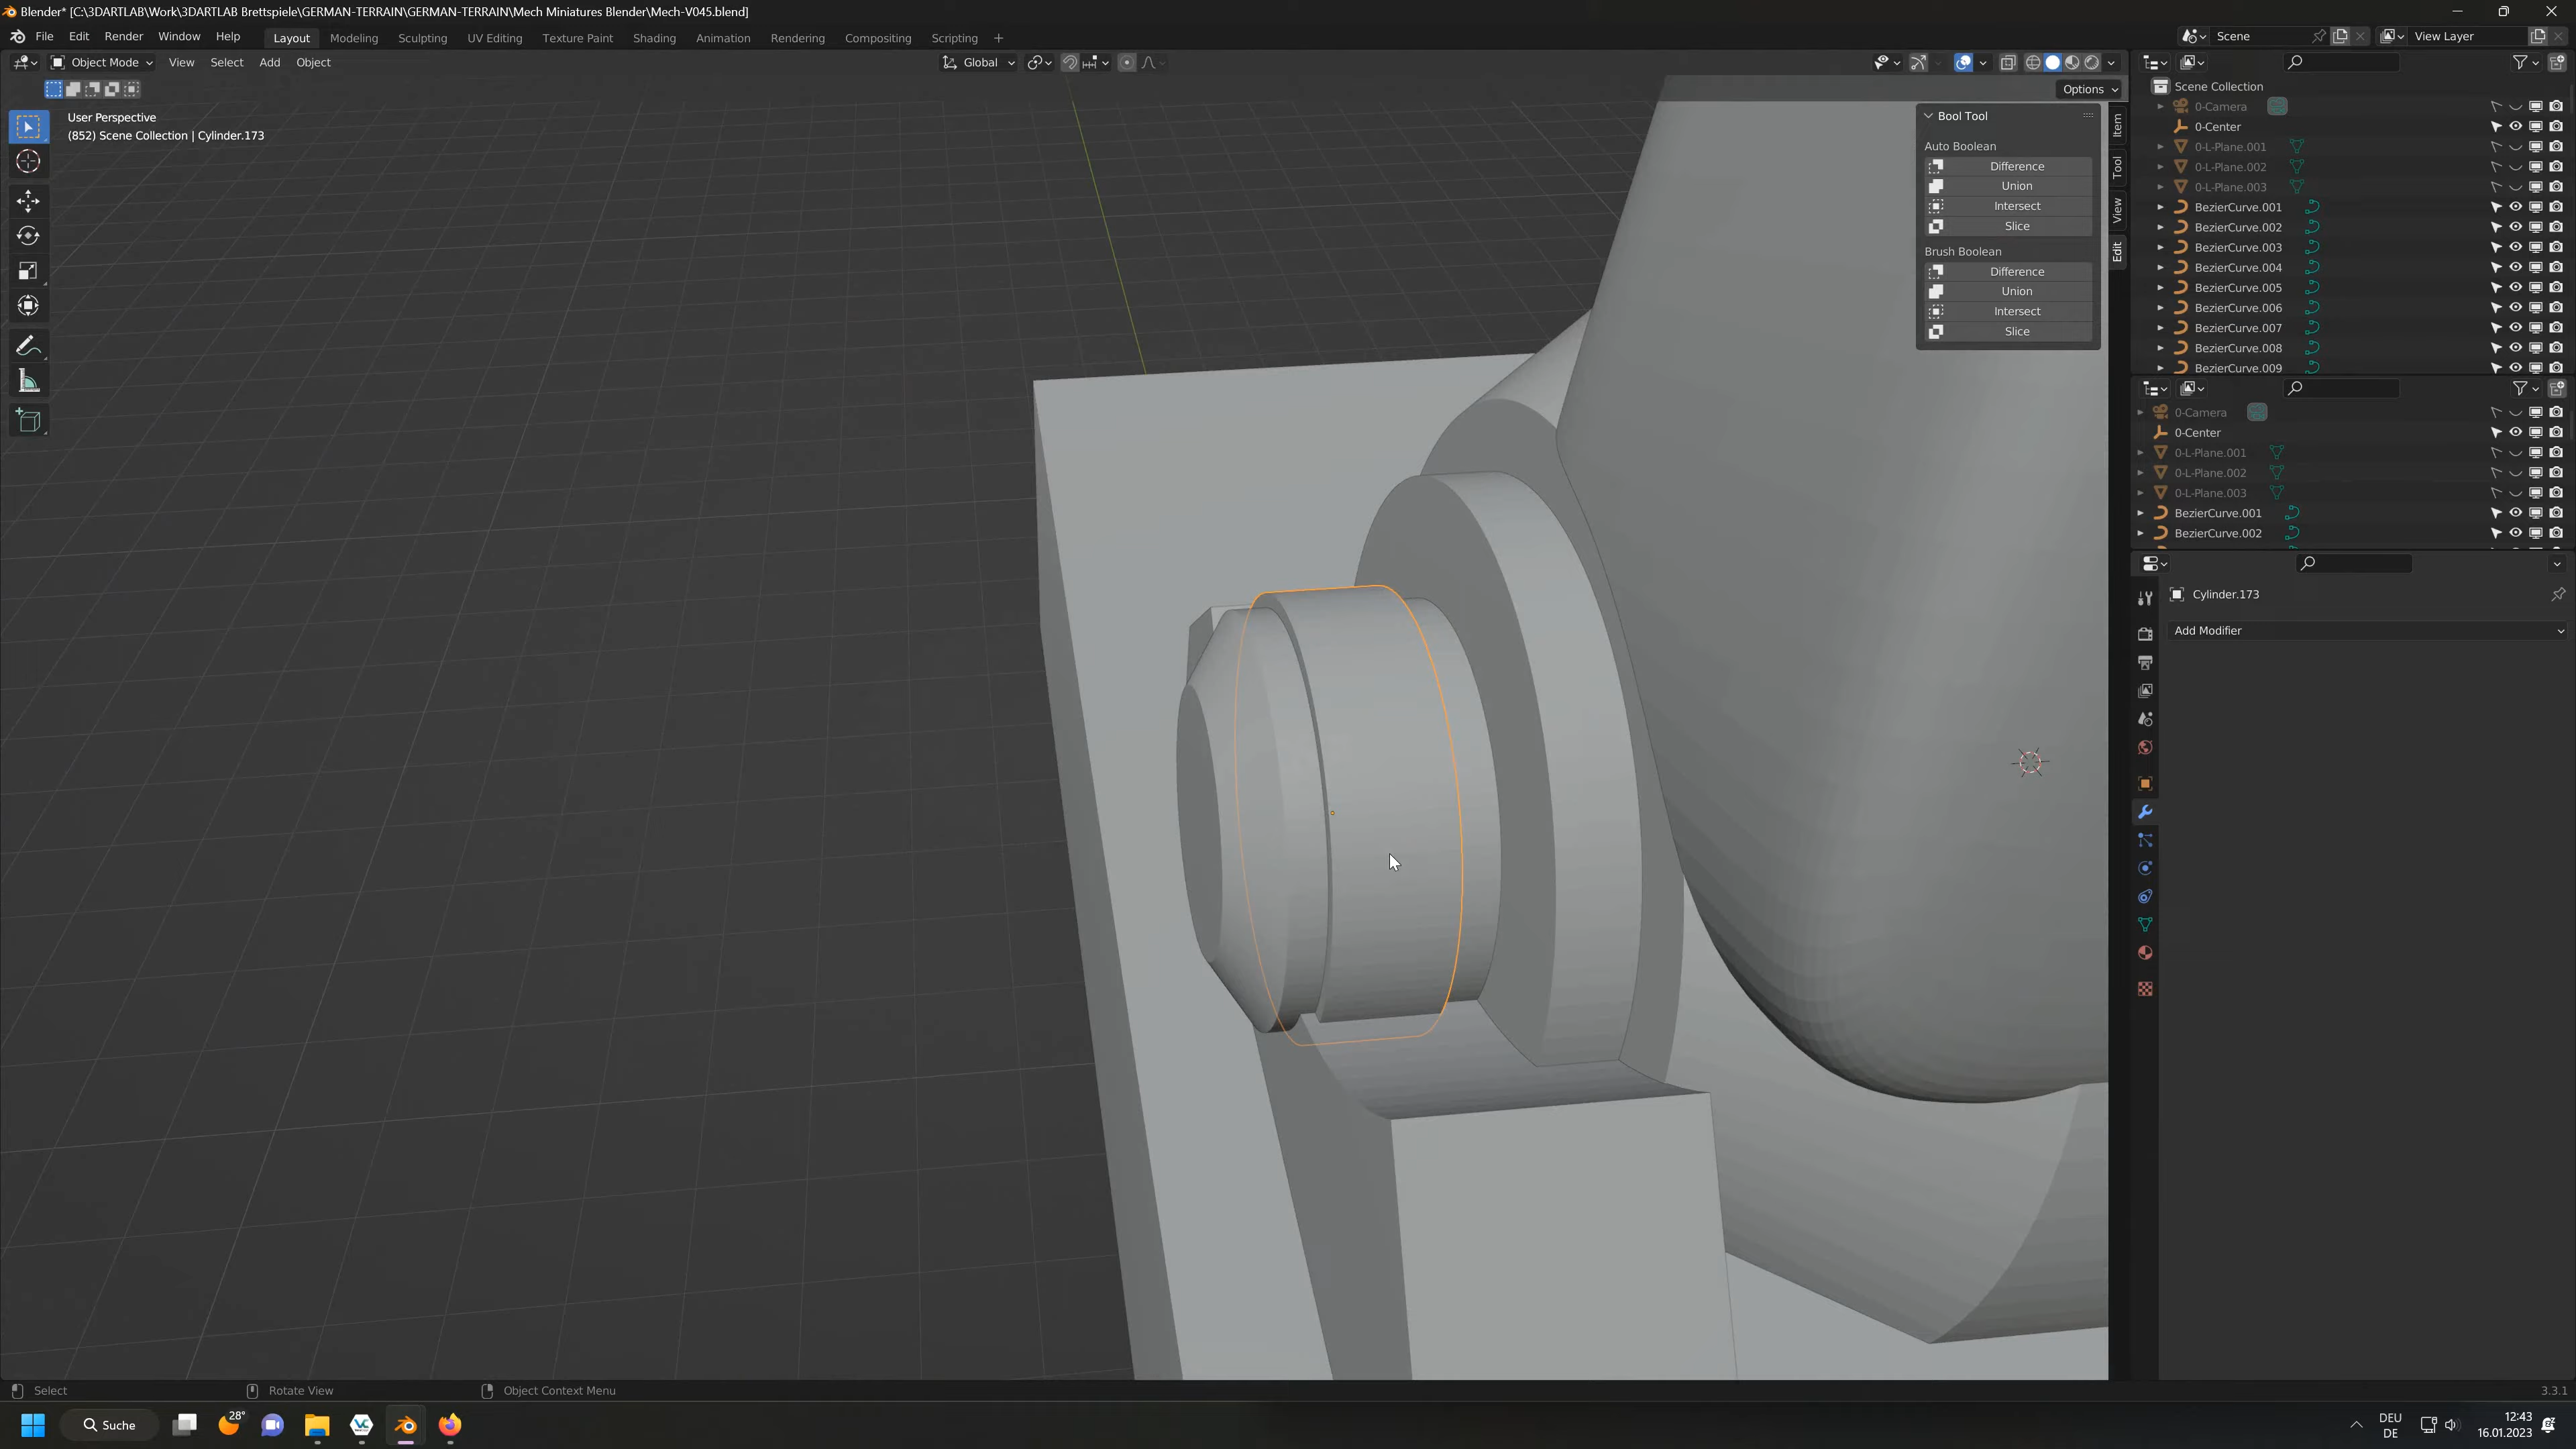 Blender* [C:\3DARTLAB\Work\3DARTLAB Brettspiele\GERMAN-TERRAIN\GERMAN-TERRAIN\Mech Miniatures Blender\Mech-V045.blend]
File Edit Render Window Help Layout Modeling Sculpting UV Editing Texture Paint Shading Animation Rendering Compositing Scripting + Scene View Layer
Object Mode View Select Add Object Global
Options
User Perspective
(852) Scene Collection | Cylinder.173
Bool Tool
Auto Boolean
Difference
Union
Intersect
Slice
Brush Boolean
Difference
Union
Intersect
Slice
Item
Tool
View
Edit
Scene Collection
0-Camera
0-Center
0-L-Plane.001
0-L-Plane.002
0-L-Plane.003
BezierCurve.001
BezierCurve.002
BezierCurve.003
BezierCurve.004
BezierCurve.005
BezierCurve.006
BezierCurve.007
BezierCurve.008
BezierCurve.009
0-Camera
0-Center
0-L-Plane.001
0-L-Plane.002
0-L-Plane.003
BezierCurve.001
BezierCurve.002
Cylinder.173
Add Modifier
Select Rotate View Object Context Menu 3.3.1
Suche
28°
DEU
DE
12:43
16.01.2023